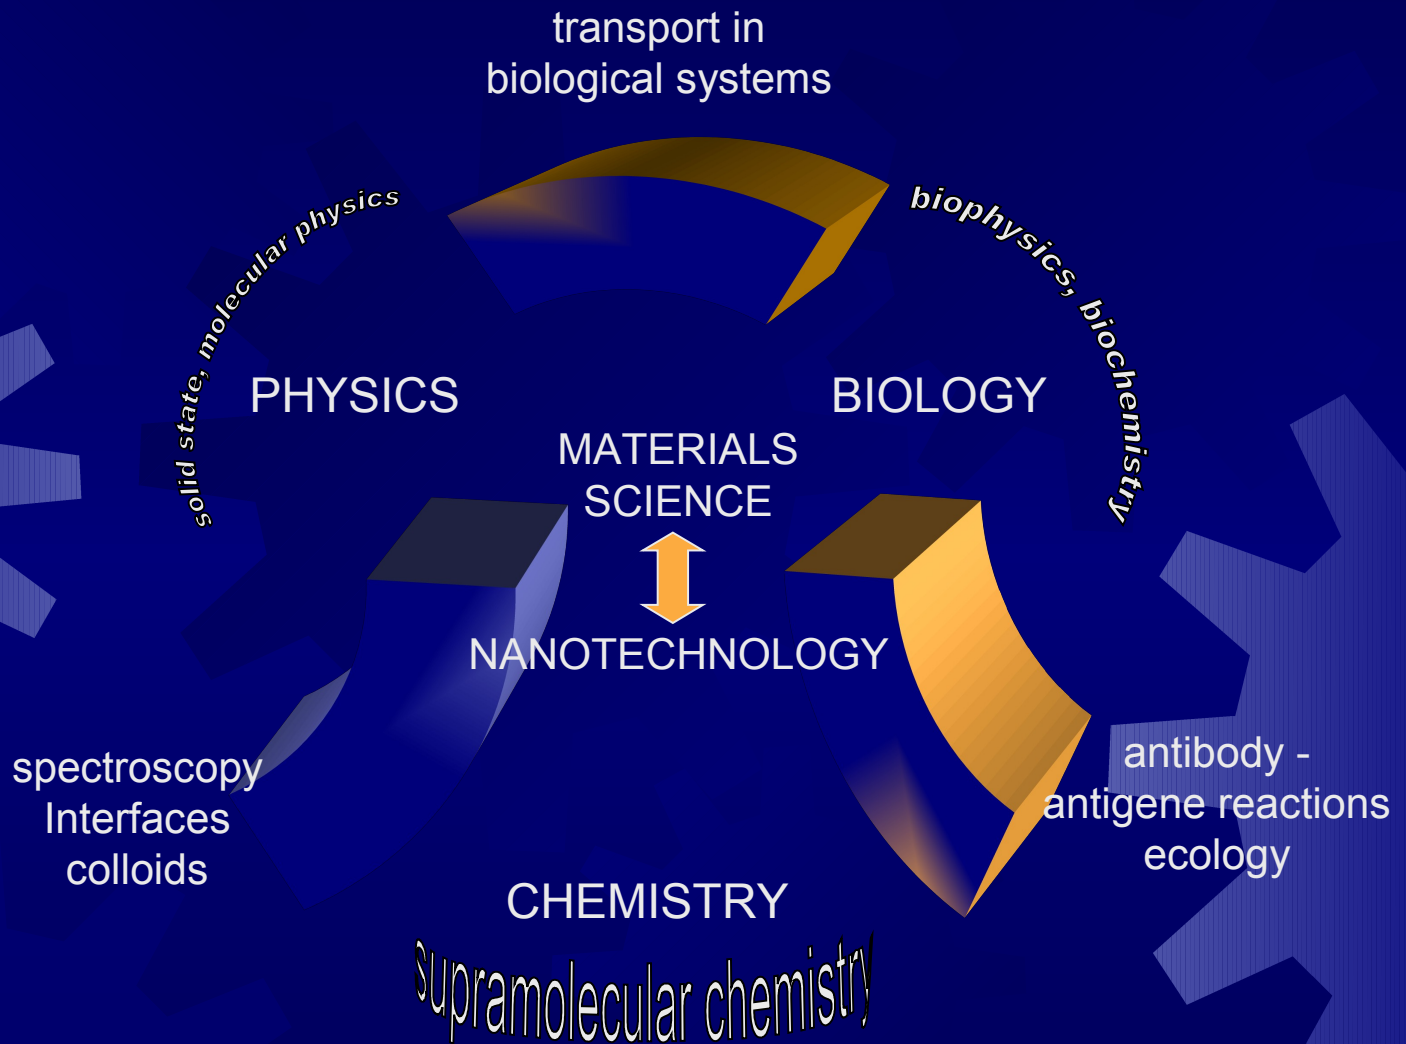 transport in
biological systems
solid state, molecular physics
biophysics, biochemistry
PHYSICS
BIOLOGY
MATERIALS
SCIENCE
NANOTECHNOLOGY
spectroscopy
Interfaces
colloids
antibody -
antigene reactions
ecology
CHEMISTRY
supramolecular chemistry